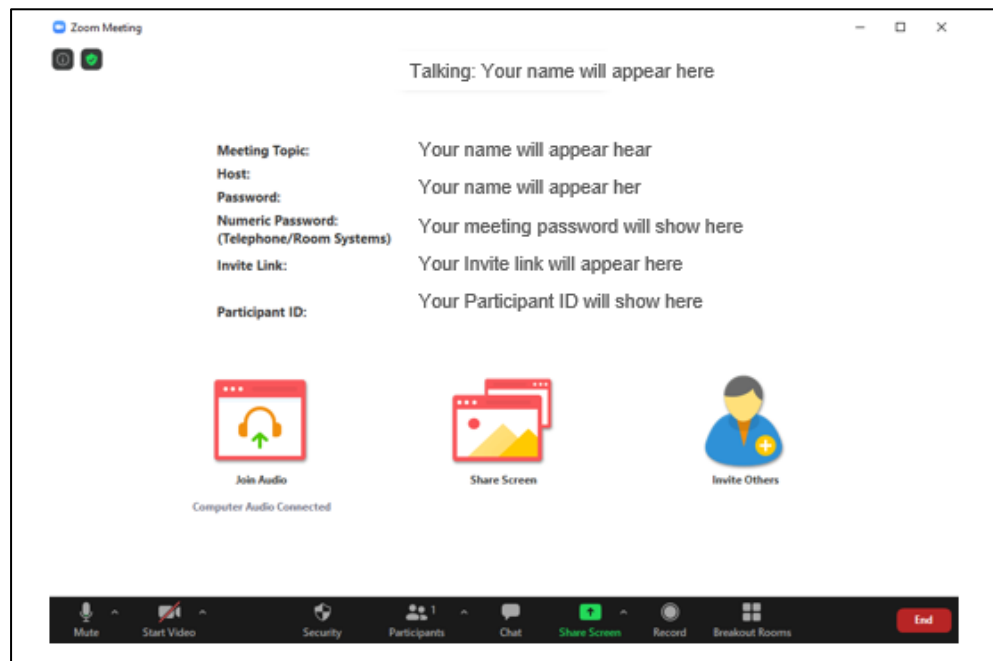 Zoom Meeting
Talking: Your name will appear here
Meeting Topic: Your name will appear hear
Host:
Your name will appear her
Password:
Numeric Password: Your meeting password will show here
(Telephone/Room Systems)
Invite Link: Your Invite link will appear here
Participant ID: Your Participant ID will show here
Join Audio Share Screen Invite Others
Computer Audio Connected
Mute Start Video Security Participants 1 Chat Share Screen Record Breakout Rooms End